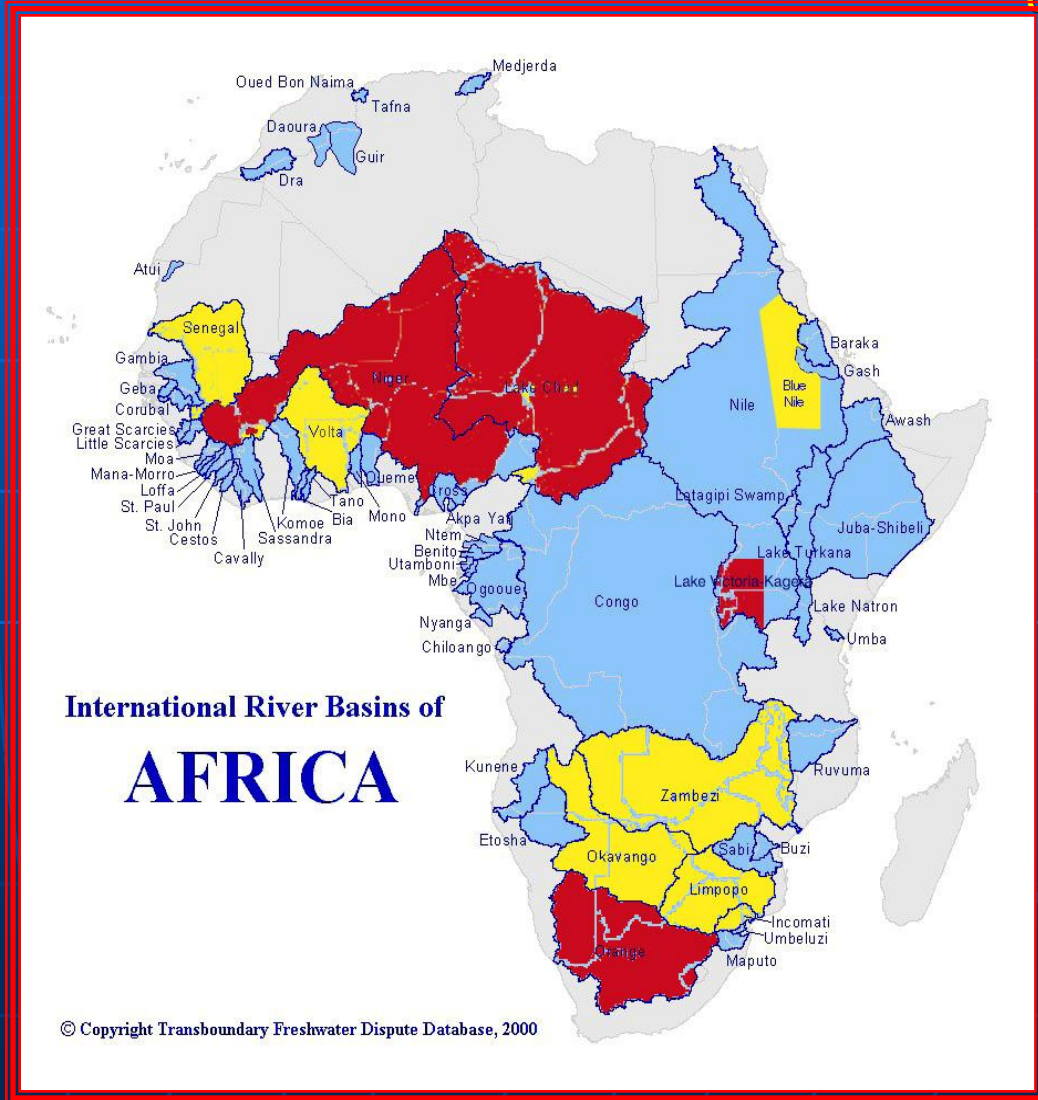 Medjerda
Oued Bon Naima
Tafna
Daoura
Guir
Dra
Atui
Senegal
Gambia
Baraka
Geba
Niger
Lake Chad
Gash
Blue
Nile
Nile
Corubal
Awash
Great Scarcies
Volta
Little Scarcies
Moa
Mana-Morro
Oueme
Loffa
Cross
Latagipi Swamp
St. Paul
Tano
Mono
Akpa Yafi
St. John
Komoe
Bia
Juba-Shibeli
Cestos
Sassandra
Ntem
Cavally
Benito
Lake Turkana
Utamboni
Mbe
Lake Victoria-Kagera
Ogooue
Congo
Lake Natron
Nyanga
Umba
Chiloango
International River Basins of
AFRICA
Kunene
Ruvuma
Zambezi
Etosha
Sabi
Buzi
Okavango
Limpopo
Incomati
Umbeluzi
Orange
Maputo
© Copyright Transboundary Freshwater Dispute Database, 2000